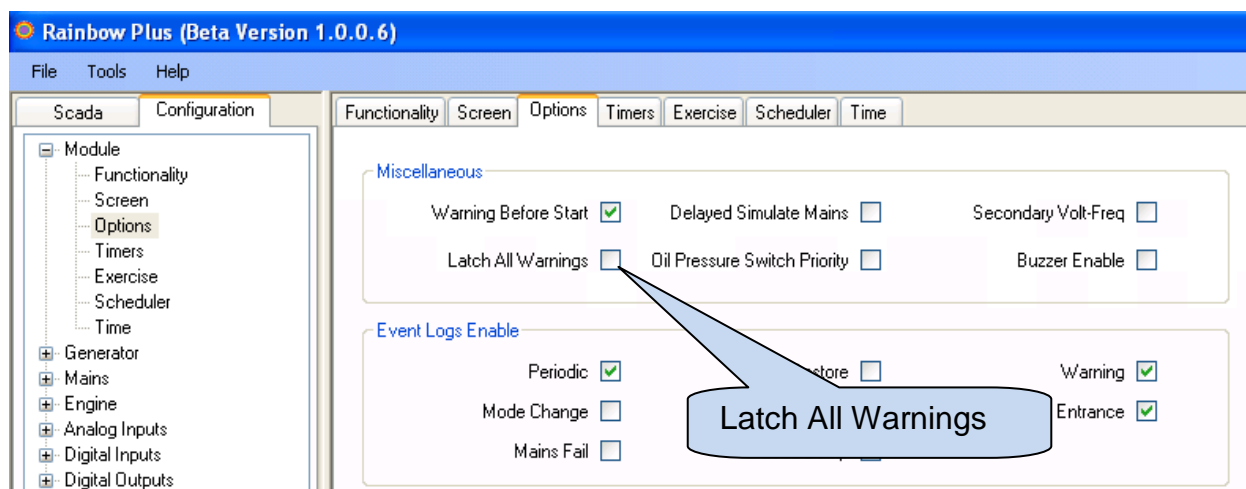 Rainbow Plus (Beta Version 1.0.0.6)
File Tools Help
Scada Configuration
Module
Functionality
Screen
Options
Timers
Exercise
Scheduler
Time
Generator
Mains
Engine
Analog Inputs
Digital Inputs
Digital Outputs
Functionality Screen Options Timers Exercise Scheduler Time
Miscellaneous
Warning Before Start Delayed Simulate Mains Secondary Volt-Freq
Latch All Warnings Oil Pressure Switch Priority Buzzer Enable
Event Logs Enable
Periodic Warning
Mode Change Entrance
Mains Fail
Latch All Warnings